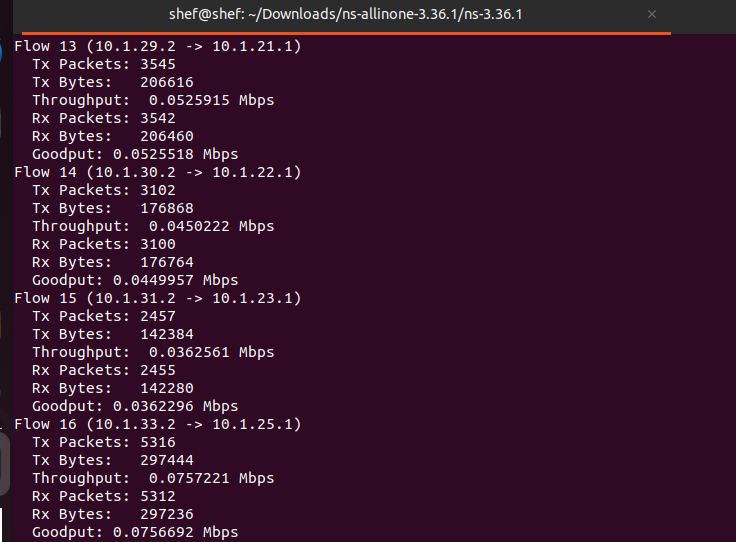 shef@shef: ~/Downloads/ns-allinone-3.36.1/ns-3.36.1
Flow 13 (10.1.29.2 -> 10.1.21.1)
  Tx Packets: 3545
  Tx Bytes:   206616
  Throughput:  0.0525915 Mbps
  Rx Packets: 3542
  Rx Bytes:   206460
  Goodput: 0.0525518 Mbps
Flow 14 (10.1.30.2 -> 10.1.22.1)
  Tx Packets: 3102
  Tx Bytes:   176868
  Throughput:  0.0450222 Mbps
  Rx Packets: 3100
  Rx Bytes:   176764
  Goodput: 0.0449957 Mbps
Flow 15 (10.1.31.2 -> 10.1.23.1)
  Tx Packets: 2457
  Tx Bytes:   142384
  Throughput:  0.0362561 Mbps
  Rx Packets: 2455
  Rx Bytes:   142280
  Goodput: 0.0362296 Mbps
Flow 16 (10.1.33.2 -> 10.1.25.1)
  Tx Packets: 5316
  Tx Bytes:   297444
  Throughput:  0.0757221 Mbps
  Rx Packets: 5312
  Rx Bytes:   297236
  Goodput: 0.0756692 Mbps